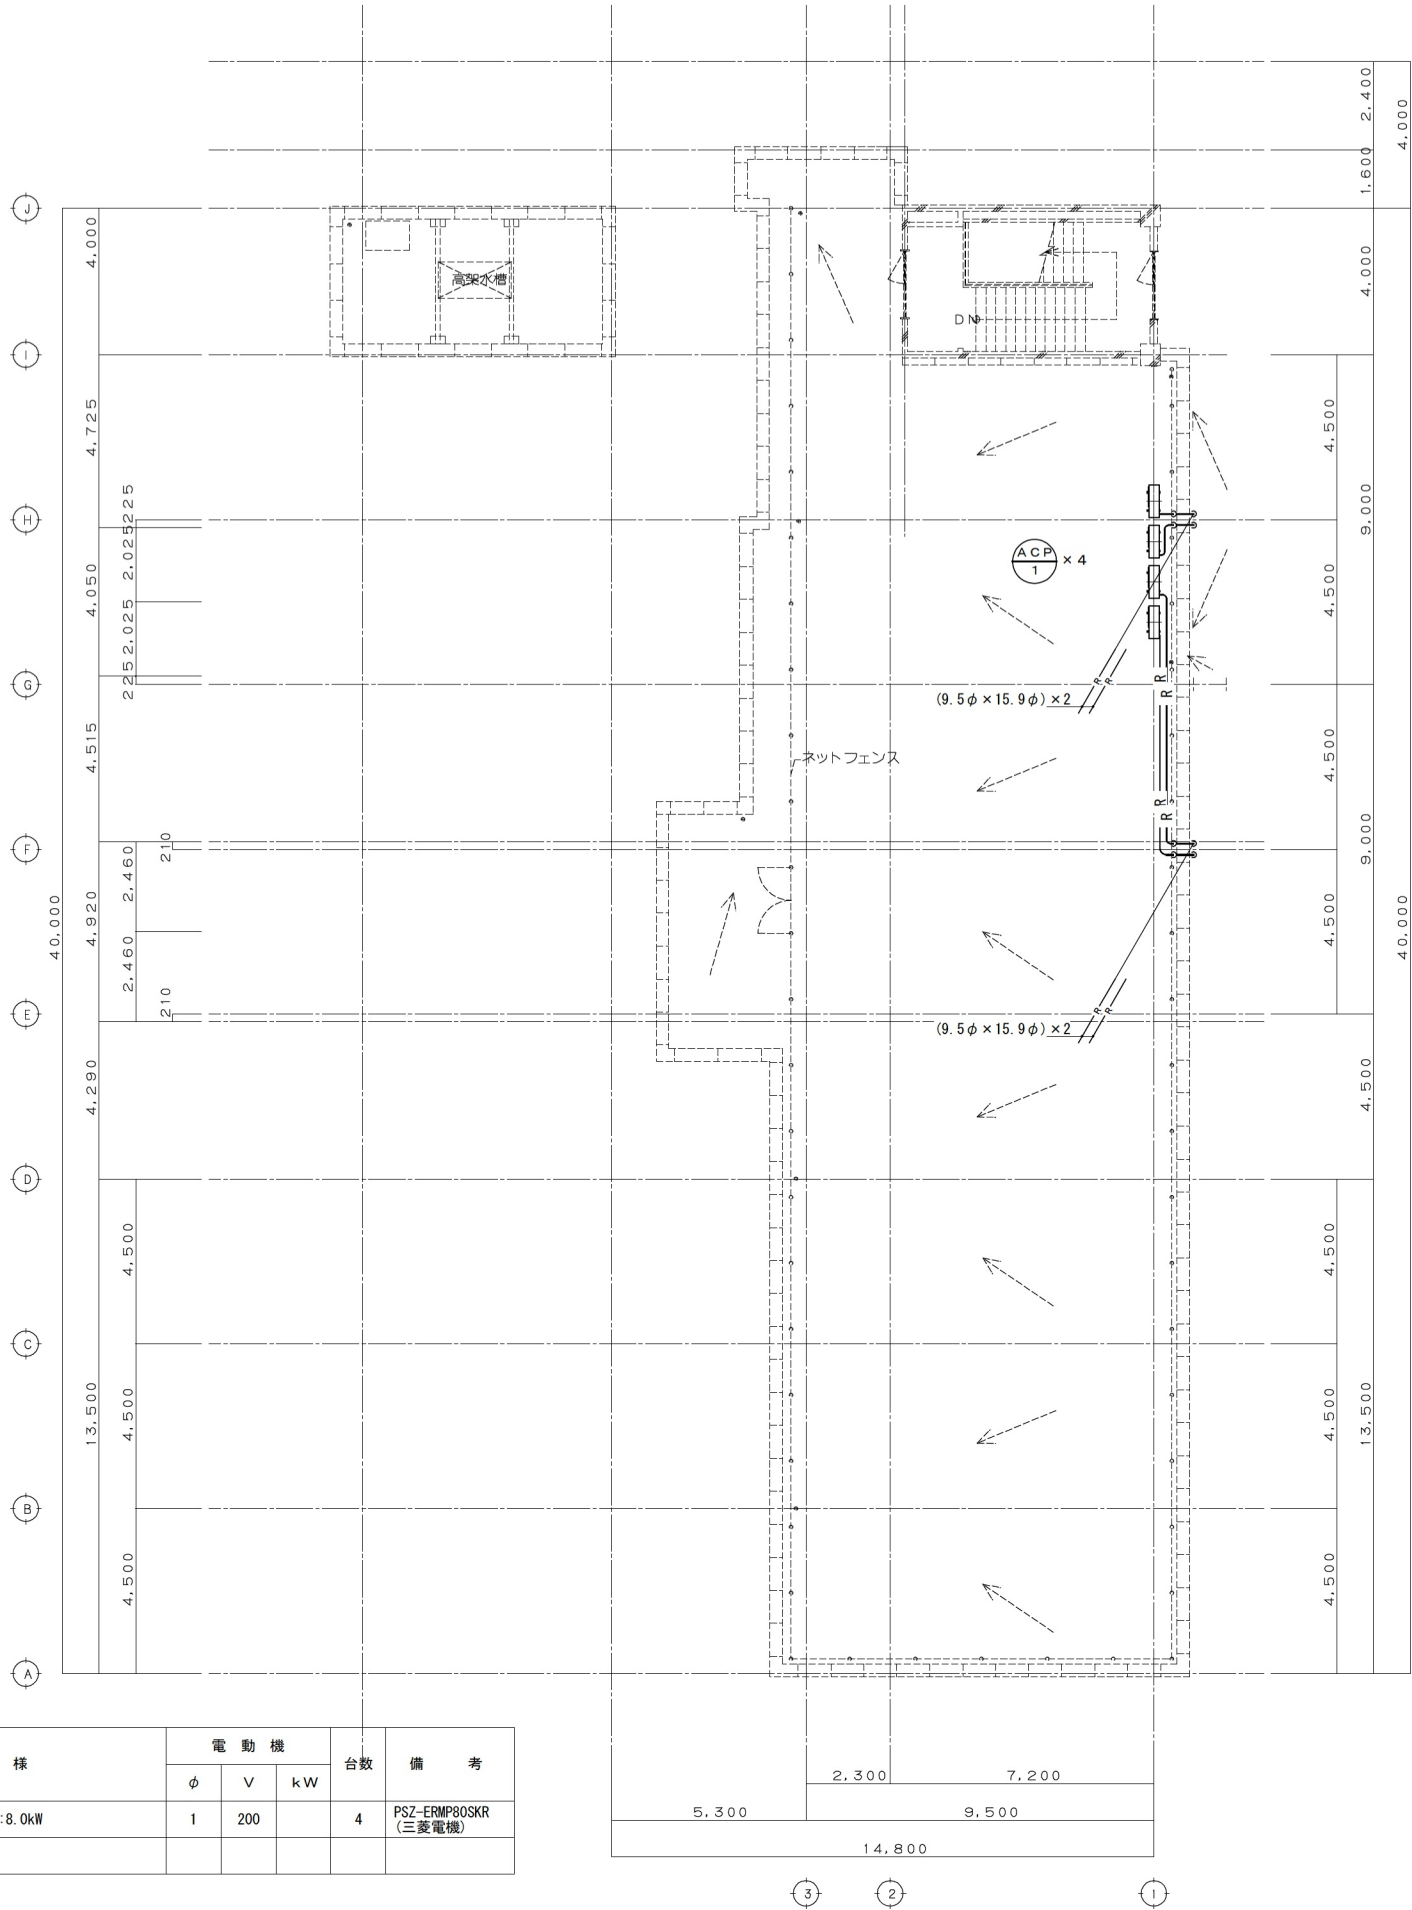 2,400
4,000
1,600
J
4,000
4,000
高架水槽
DN
I
4,725
4,500
225
H
9,000
2,025
ACP
1
×4
4,050
4,500
2,025
225
G
R
R
(9.5φ×15.9φ)×2
R
R
4,515
4,500
ネットフェンス
R
R
210
F
9,000
2,460
40,000
4,920
4,500
40,000
2,460
210
E
R
R
(9.5φ×15.9φ)×2
4,290
4,500
D
4,500
4,500
C
13,500
4,500
4,500
13,500
B
4,500
4,500
A
様
電動機
台数
備考
φ
V
kW
:8.0kW
1
200
4
PSZ-ERMP80SKR
(三菱電機)
2,300
7,200
5,300
9,500
14,800
3
2
1